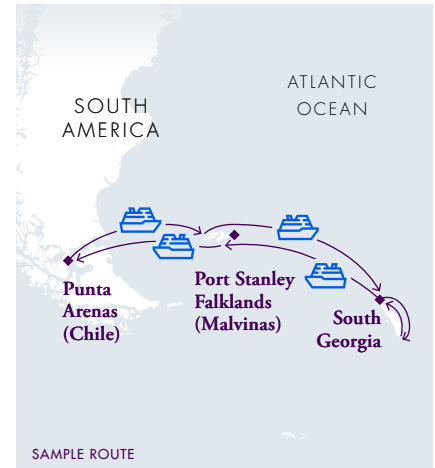 SOUTH
AMERICA
ATLANTIC
OCEAN
Punta
Arenas
(Chile)
Port Stanley
Falklands
(Malvinas)
South
Georgia
SAMPLE ROUTE